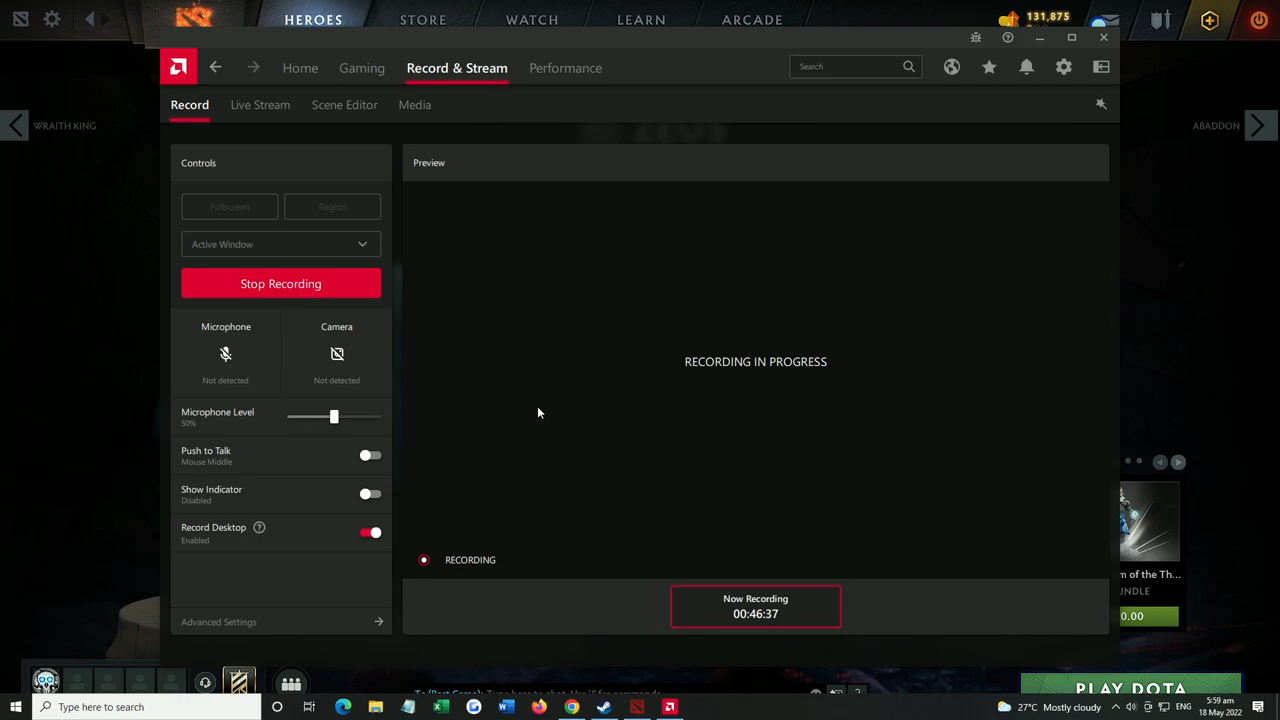 HEROES STORE WATCH LEARN ARCADE 131,875
Home Gaming Record & Stream Performance Search
Record Live Stream Scene Editor Media
WRAITH KING
ABADDON
Controls
Preview
Fullscreen Region
Active Window
Stop Recording
Microphone Camera
Not detected Not detected
RECORDING IN PROGRESS
Microphone Level
50%
Push to Talk
Mouse Middle
Show Indicator
Disabled
Record Desktop
Enabled
RECORDING
Now Recording
00:46:37
Advanced Settings
m of the Th...
UNDLE
0.00
PLAY DOTA
Type here to search
27°C Mostly cloudy
5:59 am
18 May 2022